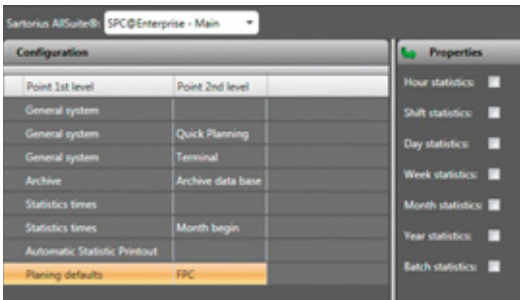 Sartorius AllSuite®: SPC@Enterprise - Main
Configuration
Point 1st level Point 2nd level
General system
General system Quick Planning
General system Terminal
Archive Archive data base
Statistics times
Statistics times Month begin
Automatic Statistic Printout
Planing defaults FPC
Properties
Hour statistics:
Shift statistics:
Day statistics:
Week statistics:
Month statistics:
Year statistics:
Batch statistics: